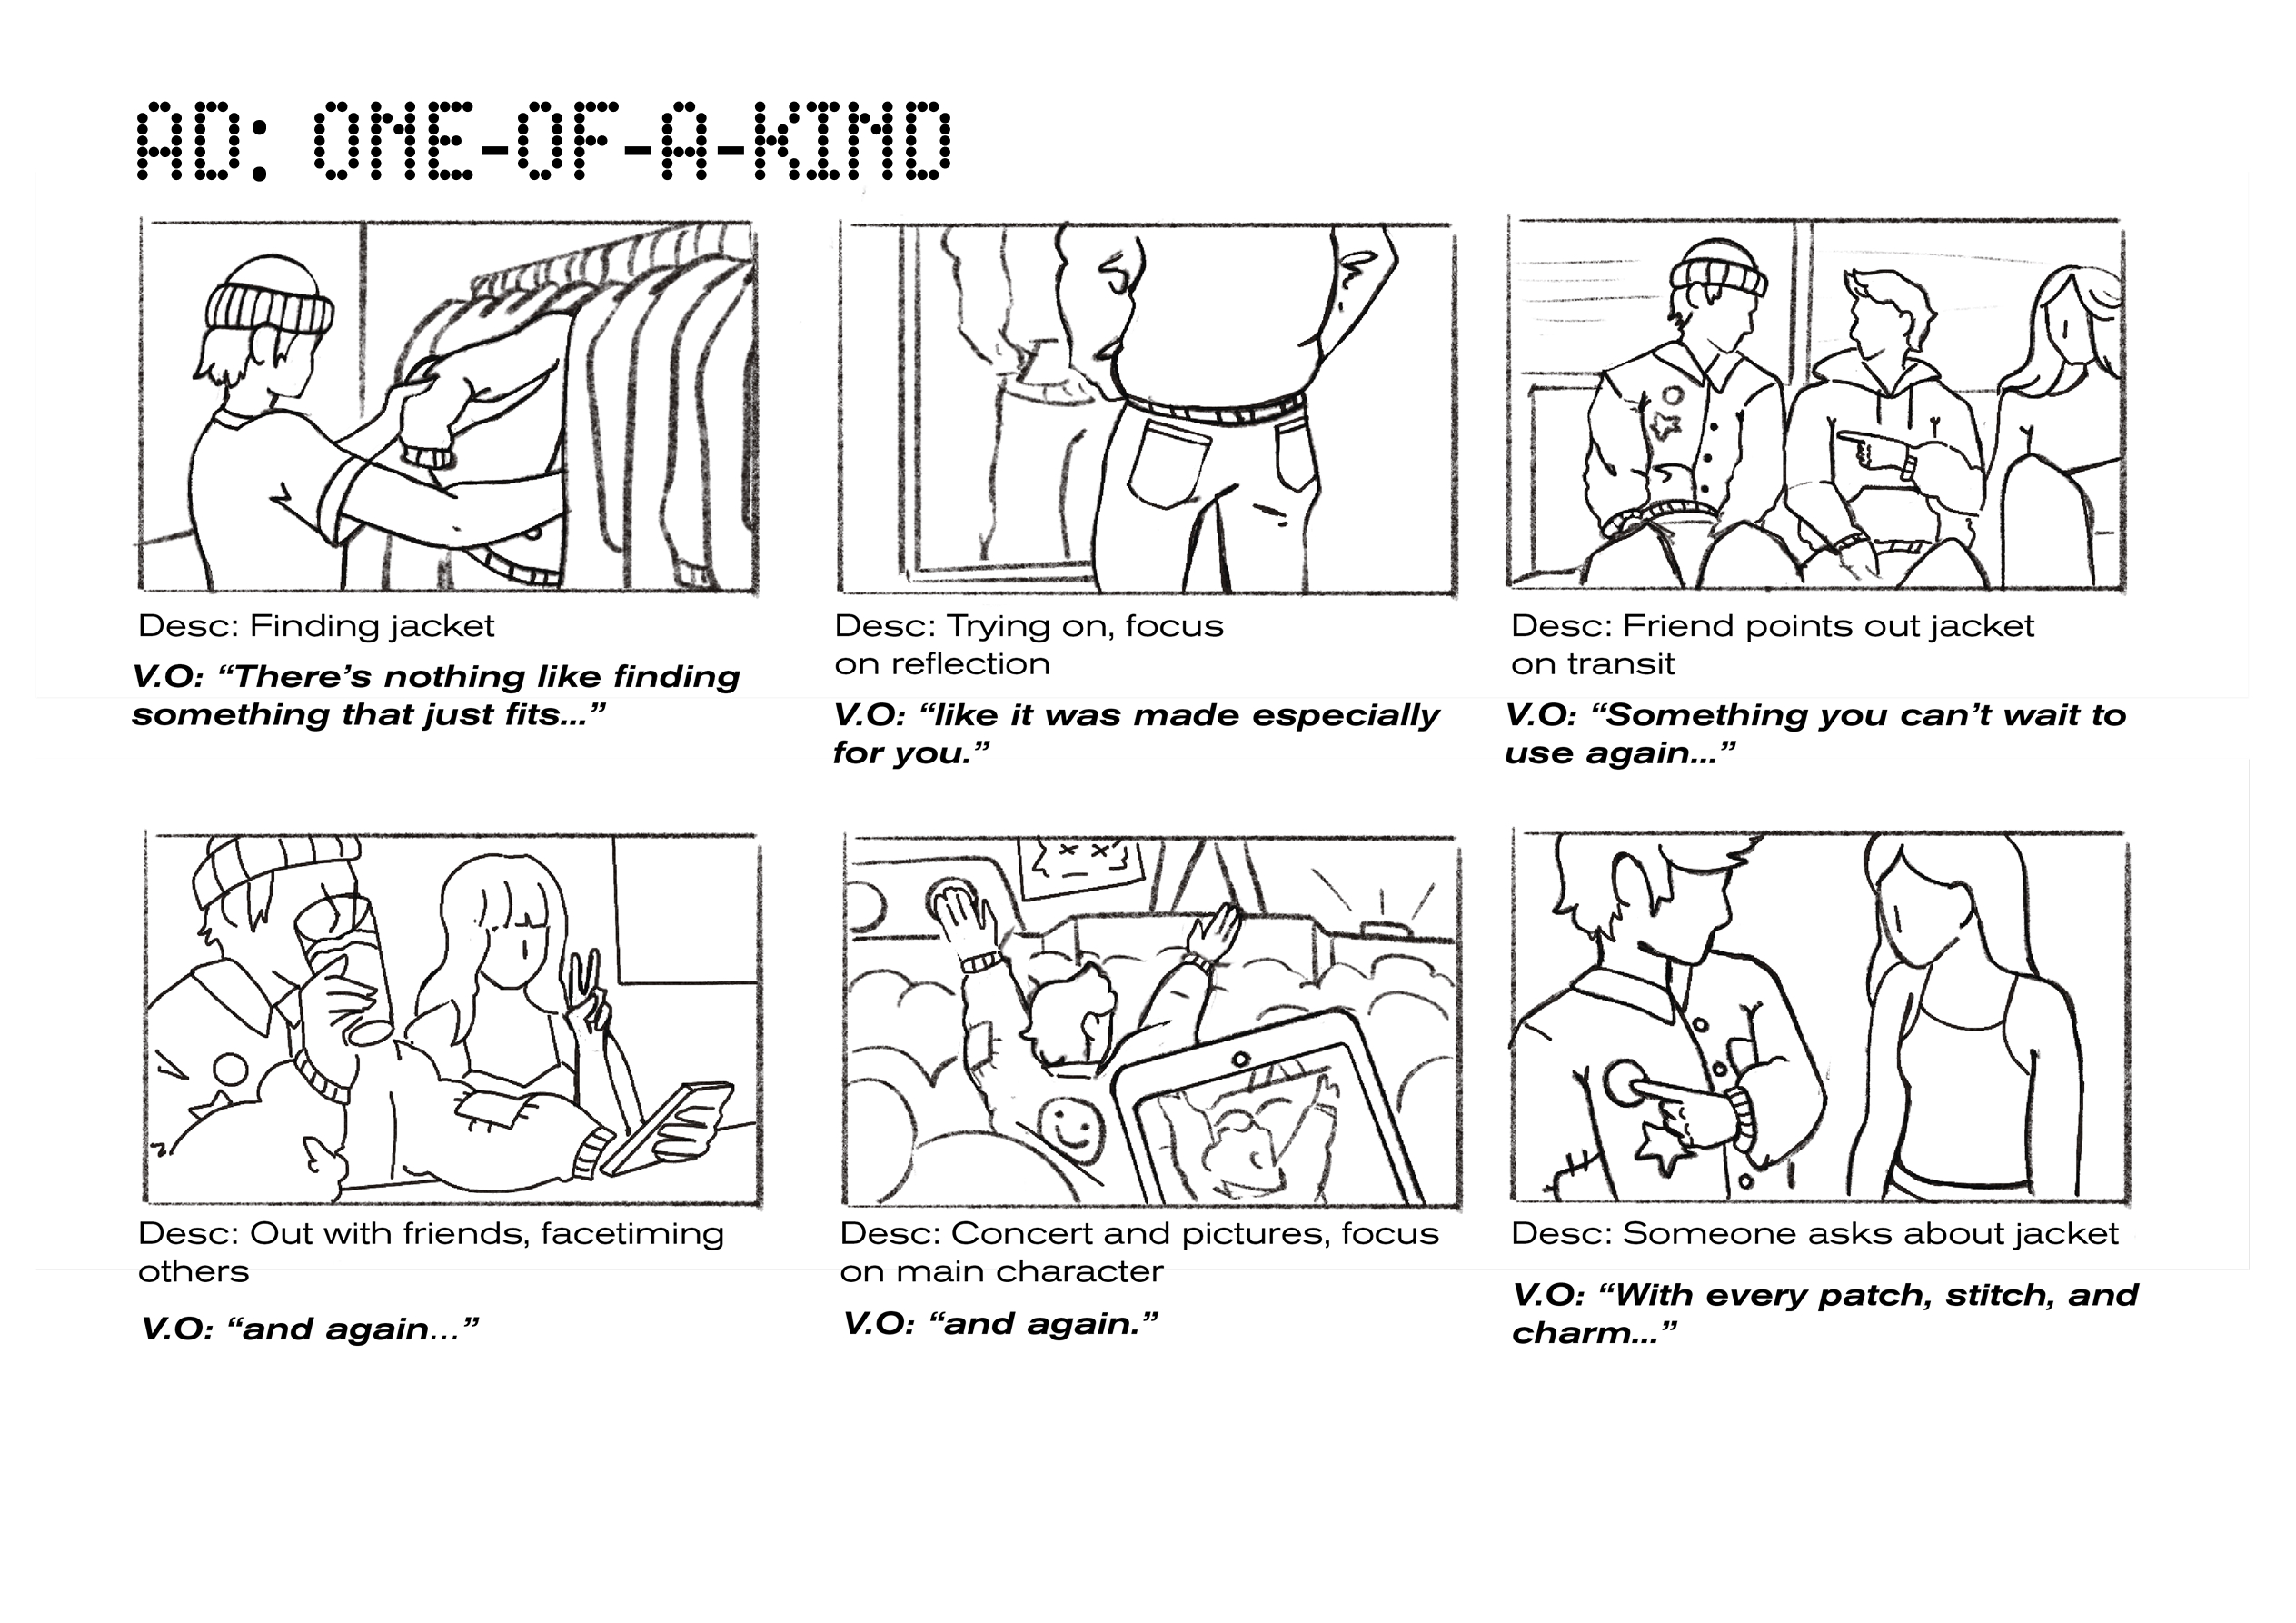 AD: ONE-OF-A-KIND
Desc: Finding jacket
V.O: “There’s nothing like finding
something that just fits...”
Desc: Trying on, focus
on reflection
V.O: “like it was made especially
for you.”
Desc: Friend points out jacket
on transit
V.O: “Something you can’t wait to
use again...”
Desc: Out with friends, facetiming
others
V.O: “and again...”
Desc: Concert and pictures, focus
on main character
V.O: “and again.”
Desc: Someone asks about jacket
V.O: “With every patch, stitch, and
charm...”